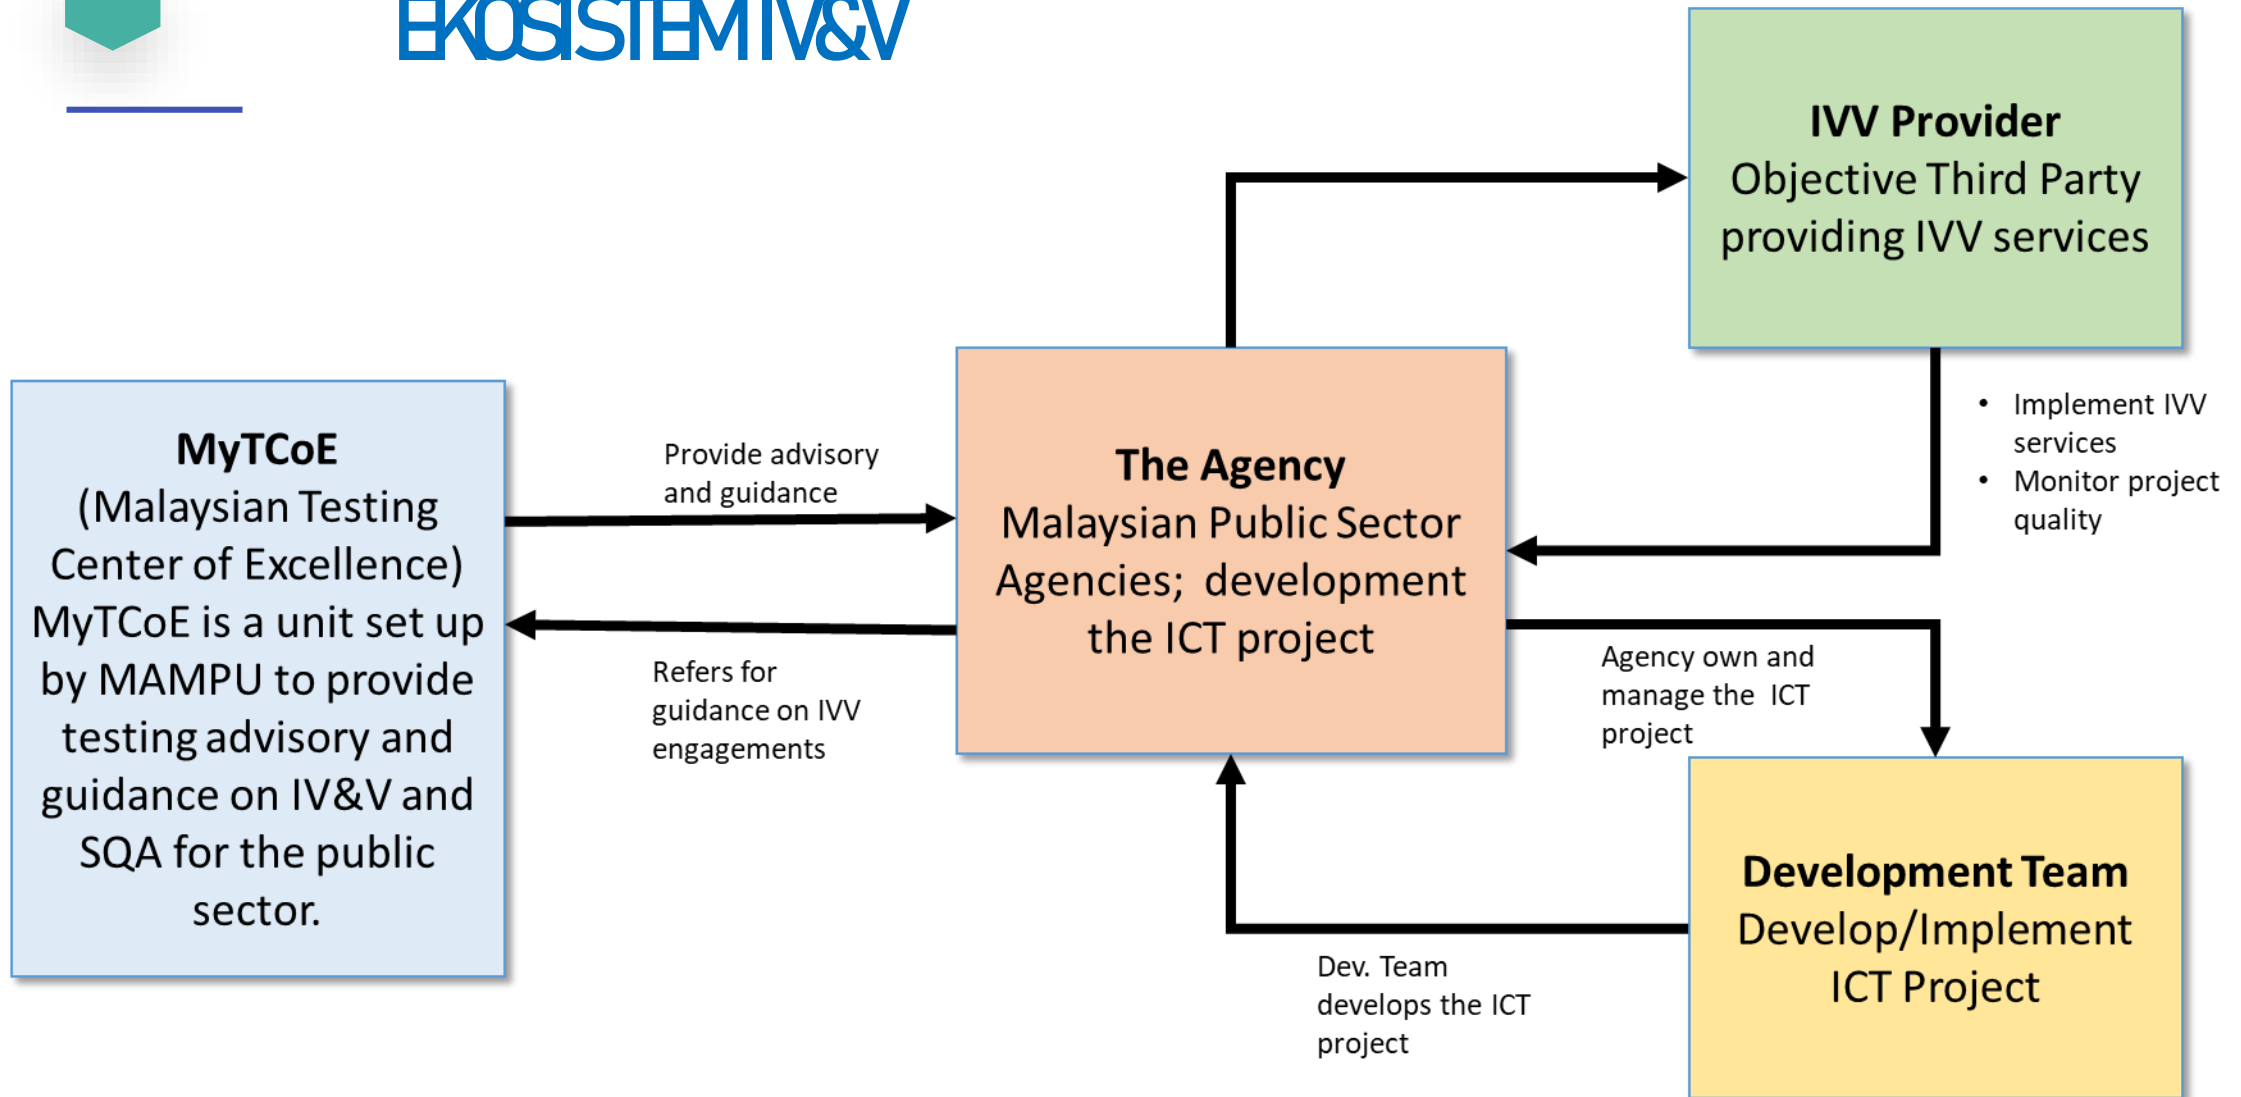 EKOSISTEM IV&V
IVV Provider
Objective Third Party
providing IVV services
• Implement IVV
services
• Monitor project
quality
MyTCoE
(Malaysian Testing
Center of Excellence)
MyTCoE is a unit set up
by MAMPU to provide
testing advisory and
guidance on IV&V and
SQA for the public
sector.
Provide advisory
and guidance
Refers for
guidance on IVV
engagements
The Agency
Malaysian Public Sector
Agencies; development
the ICT project
Agency own and
manage the ICT
project
Dev. Team
develops the ICT
project
Development Team
Develop/Implement
ICT Project